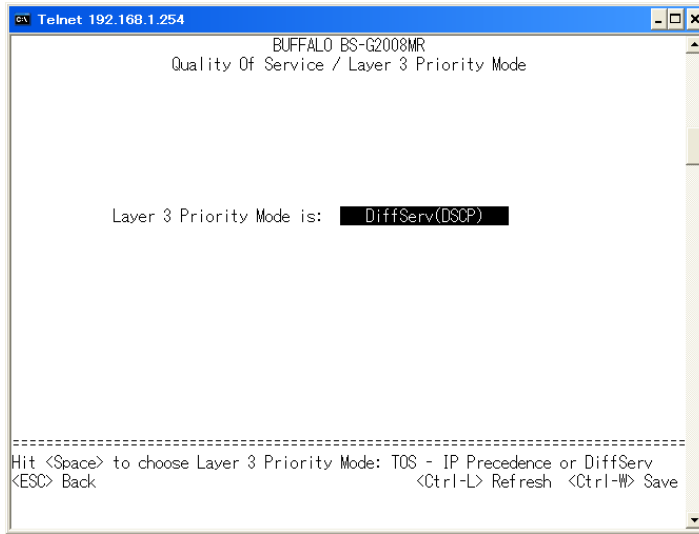 Telnet 192.168.1.254
BUFFALO BS-G2008MR
Quality Of Service / Layer 3 Priority Mode
Layer 3 Priority Mode is: DiffServ(DSCP)
===================================================================================
Hit <Space> to choose Layer 3 Priority Mode: TOS - IP Precedence or DiffServ
<ESC> Back <Ctrl-L> Refresh <Ctrl-W> Save